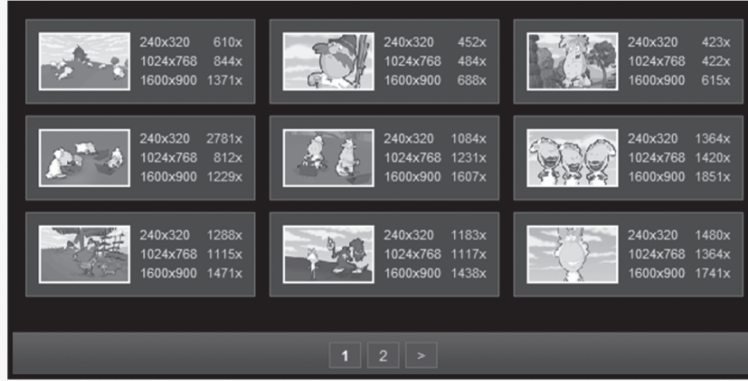 240x320 610x
1024x768 844x
1600x900 1371x
240x320 452x
1024x768 484x
1600x900 688x
240x320 423x
1024x768 422x
1600x900 615x
240x320 2781x
1024x768 812x
1600x900 1229x
240x320 1084x
1024x768 1231x
1600x900 1607x
240x320 1364x
1024x768 1420x
1600x900 1851x
240x320 1288x
1024x768 1115x
1600x900 1471x
240x320 1183x
1024x768 1117x
1600x900 1438x
240x320 1480x
1024x768 1364x
1600x900 1741x
1 2 >